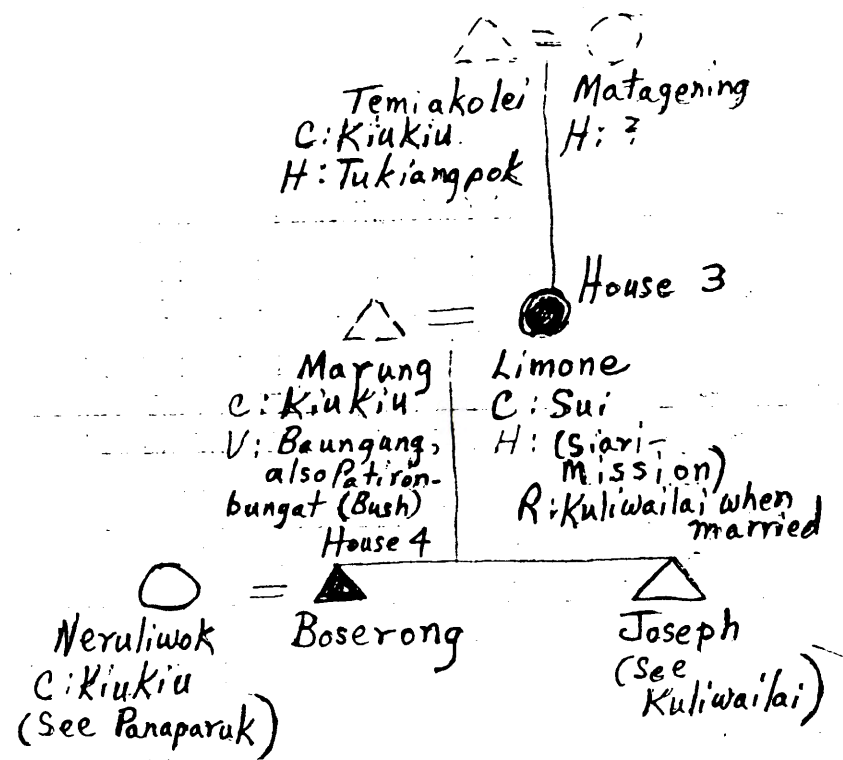 Temiakolei
C: Kiukiu
H: Tukiangpok
Matagening
H: ?
House 3
Marung
C: Kiukiu
V: Baungung,
also Patiron-
bungat (Bush)
House 4
Limone
C: Sui
H: (Siari-
mission)
R: Kuliwailai when
married
Neruliwok
C: Kiukiu
(See Panaparuk)
Boserong
Joseph
(See
Kuliwailai)